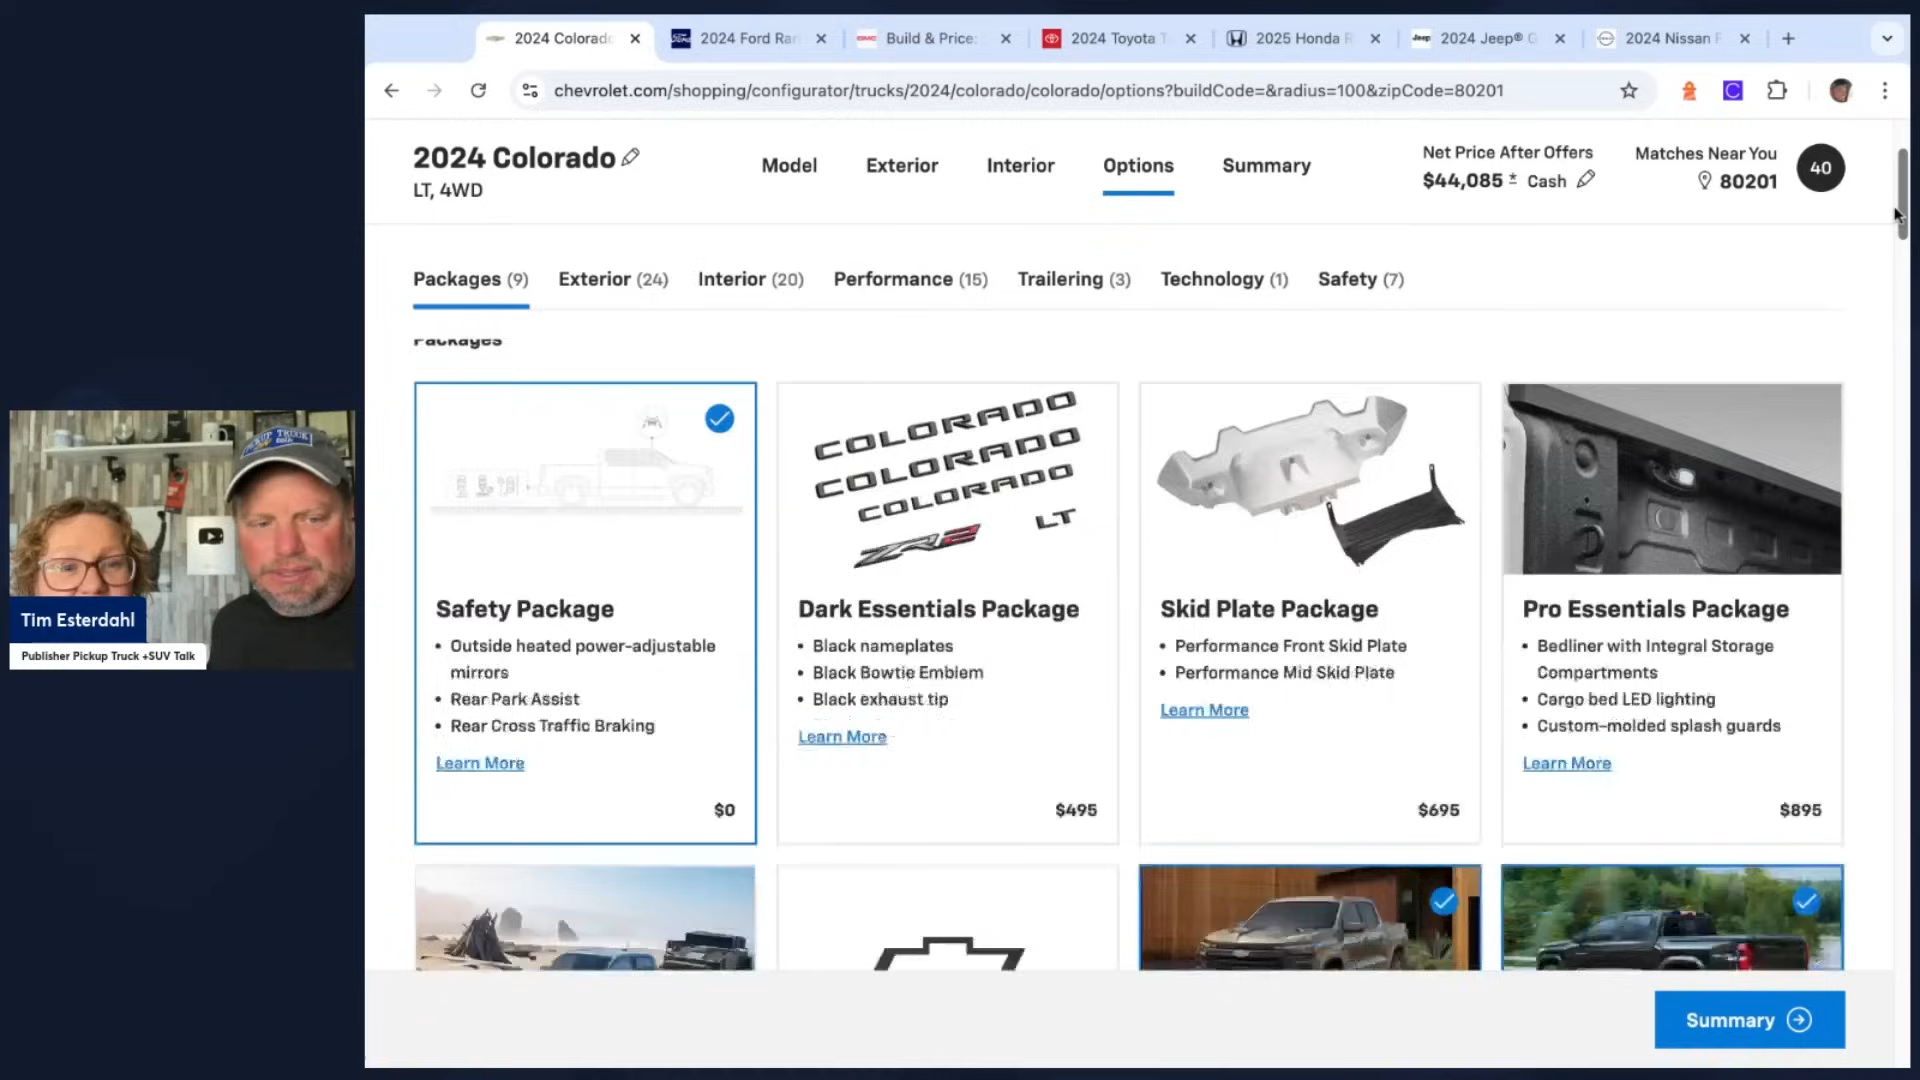 2024 Colorado
2024 Ford Ran
GMC
Build & Price:
2024 Toyota T
2025 Honda R
Jeep
2024 Jeep® G
2024 Nissan F
chevrolet.com/shopping/configurator/trucks/2024/colorado/colorado/options?buildCode=&radius=100&zipCode=80201
2024 Colorado
LT, 4WD
Model
Exterior
Interior
Options
Summary
Net Price After Offers
$44,085 * Cash
Matches Near You
80201
40
Packages (9)
Exterior (24)
Interior (20)
Performance (15)
Trailering (3)
Technology (1)
Safety (7)
Packages
COLORADO
COLORADO
COLORADO
ZR2
LT
Safety Package
• Outside heated power-adjustable
mirrors
• Rear Park Assist
• Rear Cross Traffic Braking
Learn More
$0
Dark Essentials Package
• Black nameplates
• Black Bowtie Emblem
• Black exhaust tip
Learn More
$495
Skid Plate Package
• Performance Front Skid Plate
• Performance Mid Skid Plate
Learn More
$695
Pro Essentials Package
• Bedliner with Integral Storage
Compartments
• Cargo bed LED lighting
• Custom-molded splash guards
Learn More
$895
Summary
PICKUP TRUCK
Tim Esterdahl
Publisher Pickup Truck +SUV Talk